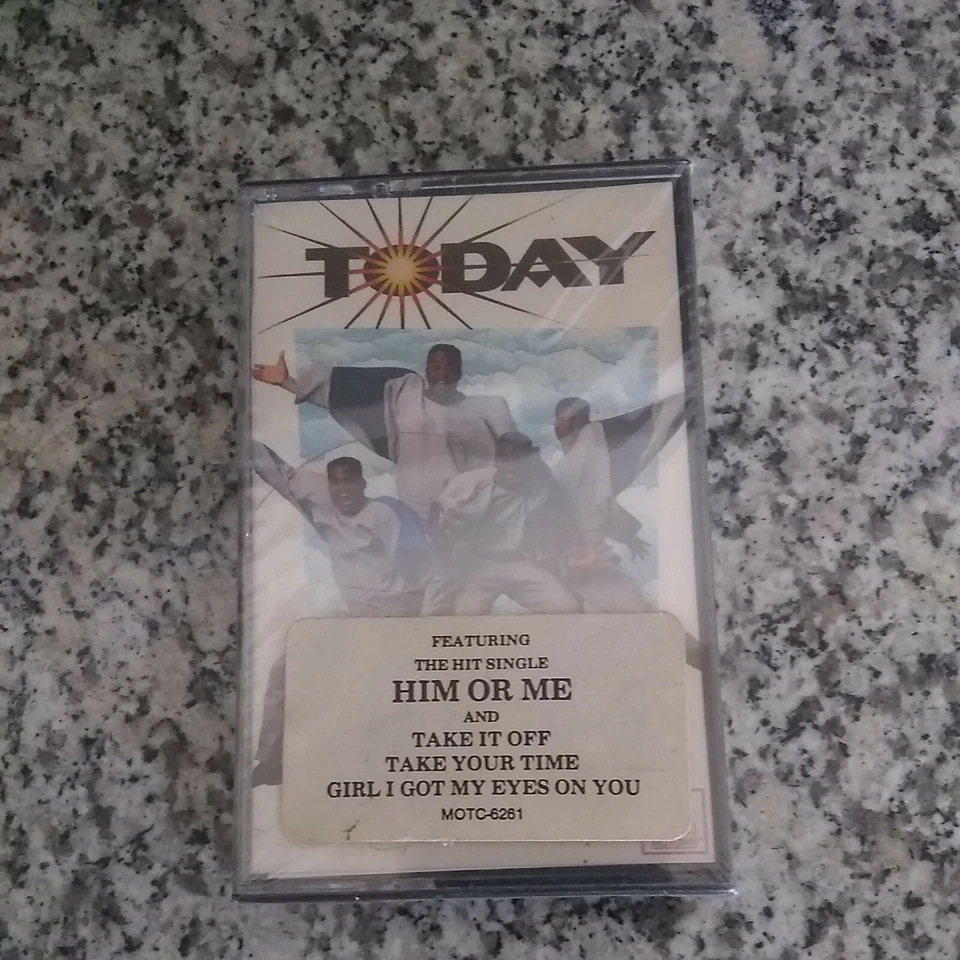 TODAY
FEATURING
THE HIT SINGLE
HIM OR ME
AND
TAKE IT OFF
TAKE YOUR TIME
GIRL I GOT MY EYES ON YOU
MOTC-6261